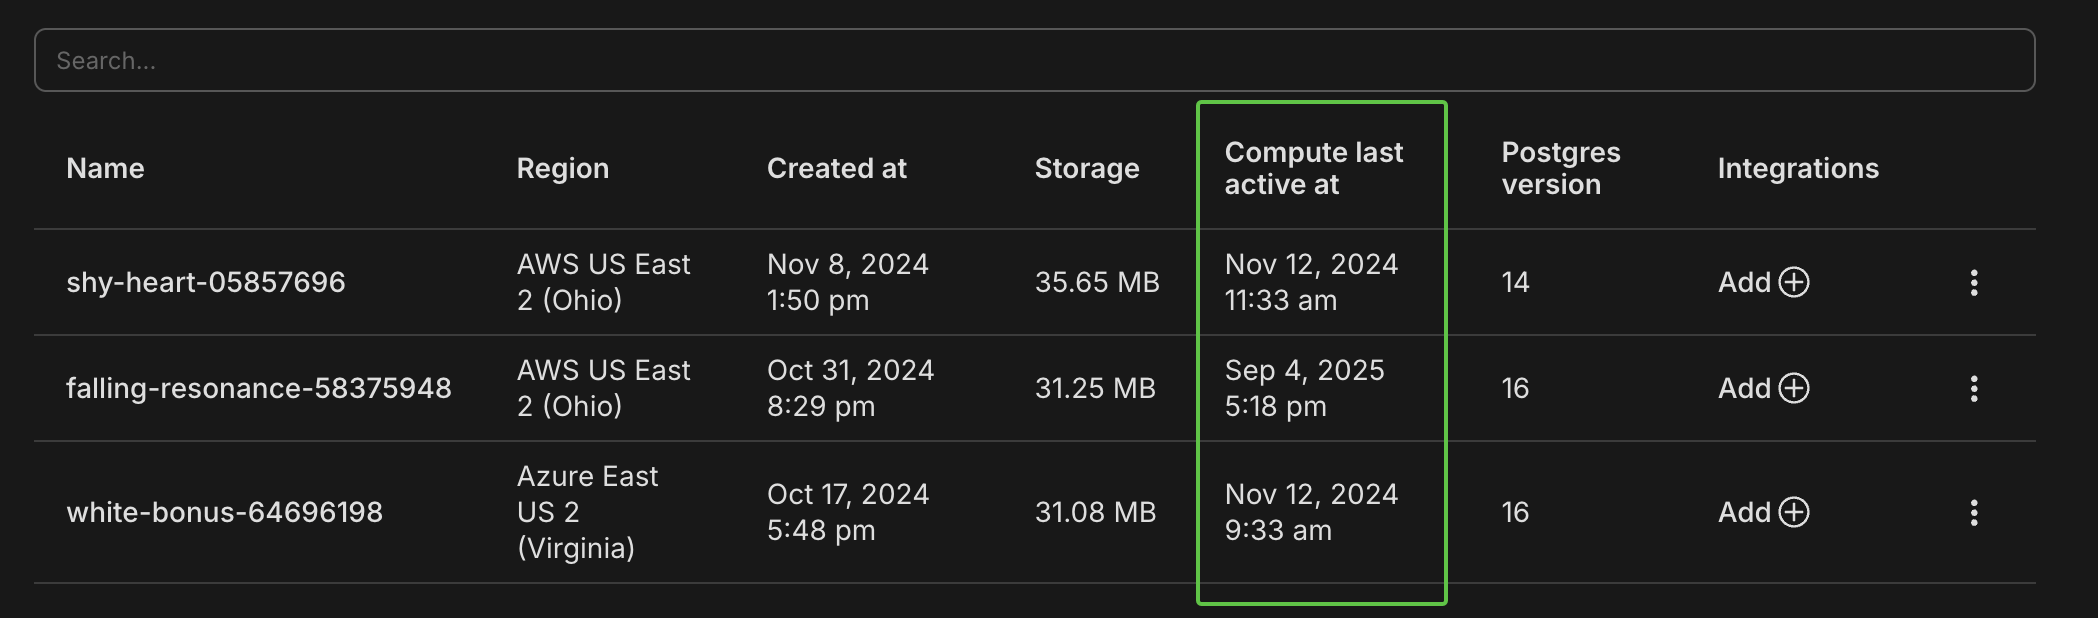 Search...
Name
Region
Created at
Storage
Compute last
active at
Postgres
version
Integrations
shy-heart-05857696
AWS US East
2 (Ohio)
Nov 8, 2024
1:50 pm
35.65 MB
Nov 12, 2024
11:33 am
14
Add
falling-resonance-58375948
AWS US East
2 (Ohio)
Oct 31, 2024
8:29 pm
31.25 MB
Sep 4, 2025
5:18 pm
16
Add
white-bonus-64696198
Azure East
US 2
(Virginia)
Oct 17, 2024
5:48 pm
31.08 MB
Nov 12, 2024
9:33 am
16
Add